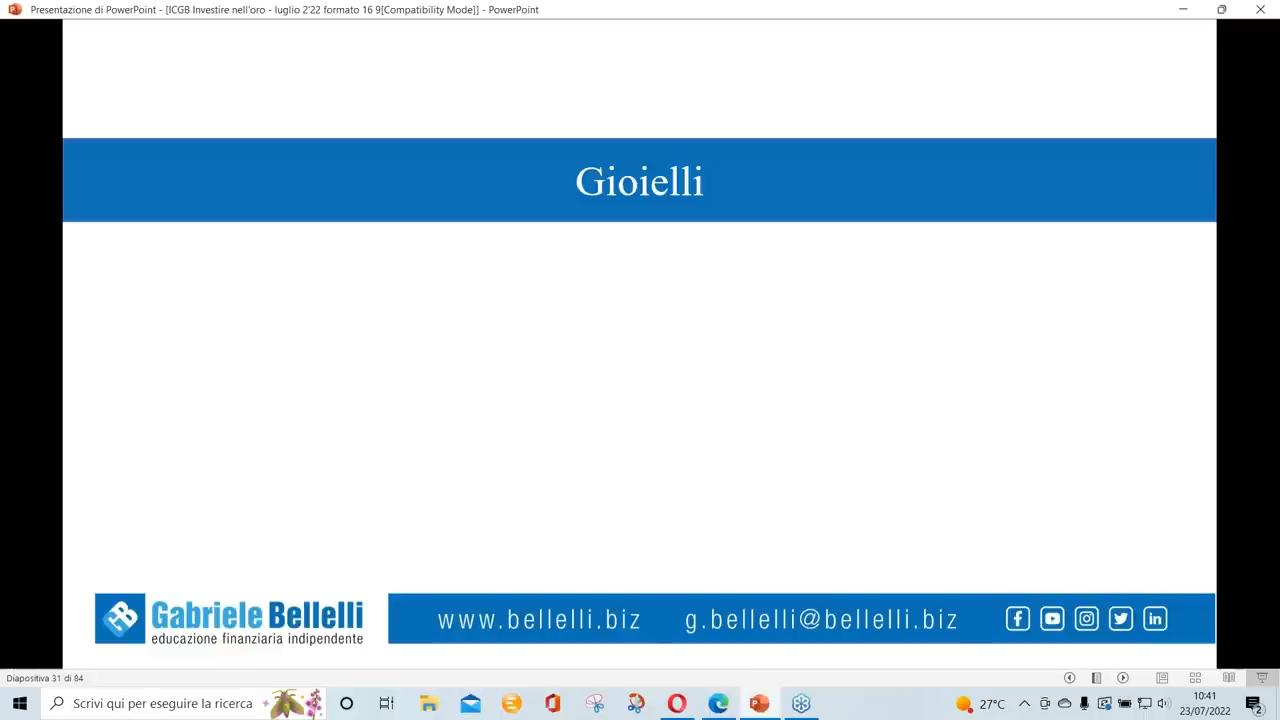 Presentazione di PowerPoint - [ICGB Investire nell'oro - luglio 2'22 formato 16 9[Compatibility Mode]] - PowerPoint
Gioielli
Gabriele Bellelli
educazione finanziaria indipendente
www.bellelli.biz g.bellelli@bellelli.biz
Diapositiva 31 di 84
Scrivi qui per eseguire la ricerca
27°C
10:41
23/07/2022
2